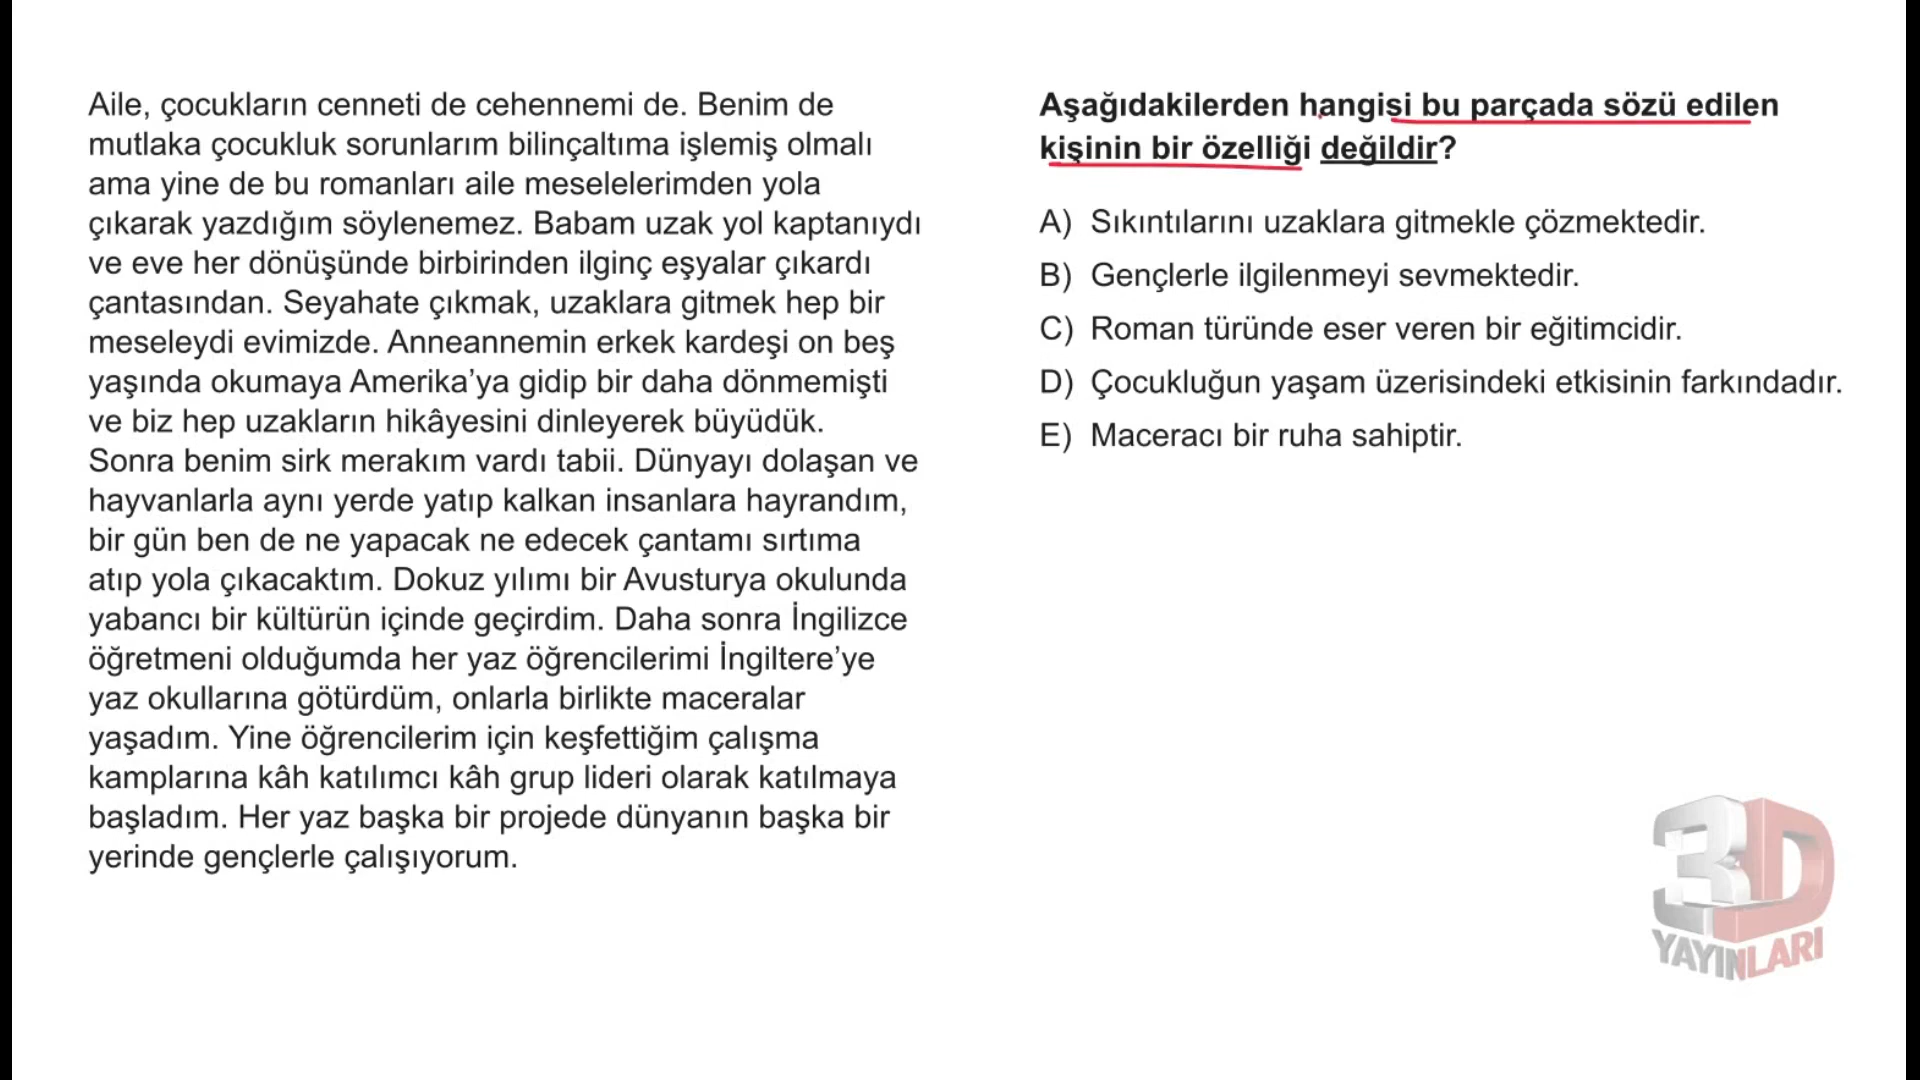 Aile, çocukların cenneti de cehennemi de. Benim de
mutlaka çocukluk sorunlarım bilinçaltıma işlemiş olmalı
ama yine de bu romanları aile meselelerimden yola
çıkarak yazdığım söylenemez. Babam uzak yol kaptanıydı
ve eve her dönüşünde birbirinden ilginç eşyalar çıkardı
çantasından. Seyahate çıkmak, uzaklara gitmek hep bir
meseleydi evimizde. Anneannemin erkek kardeşi on beş
yaşında okumaya Amerika’ya gidip bir daha dönmemişti
ve biz hep uzakların hikâyesini dinleyerek büyüdük.
Sonra benim sirk merakım vardı tabii. Dünyayı dolaşan ve
hayvanlarla aynı yerde yatıp kalkan insanlara hayrandım,
bir gün ben de ne yapacak ne edecek çantamı sırtıma
atıp yola çıkacaktım. Dokuz yılımı bir Avusturya okulunda
yabancı bir kültürün içinde geçirdim. Daha sonra İngilizce
öğretmeni olduğumda her yaz öğrencilerimi İngiltere’ye
yaz okullarına götürdüm, onlarla birlikte maceralar
yaşadım. Yine öğrencilerim için keşfettiğim çalışma
kamplarına kâh katılımcı kâh grup lideri olarak katılmaya
başladım. Her yaz başka bir projede dünyanın başka bir
yerinde gençlerle çalışıyorum.
Aşağıdakilerden hangisi bu parçada sözü edilen
kişinin bir özelliği değildir?
A) Sıkıntılarını uzaklara gitmekle çözmektedir.
B) Gençlerle ilgilenmeyi sevmektedir.
C) Roman türünde eser veren bir eğitimcidir.
D) Çocukluğun yaşam üzerisindeki etkisinin farkındadır.
E) Maceracı bir ruha sahiptir.
3D
YAYINLARI